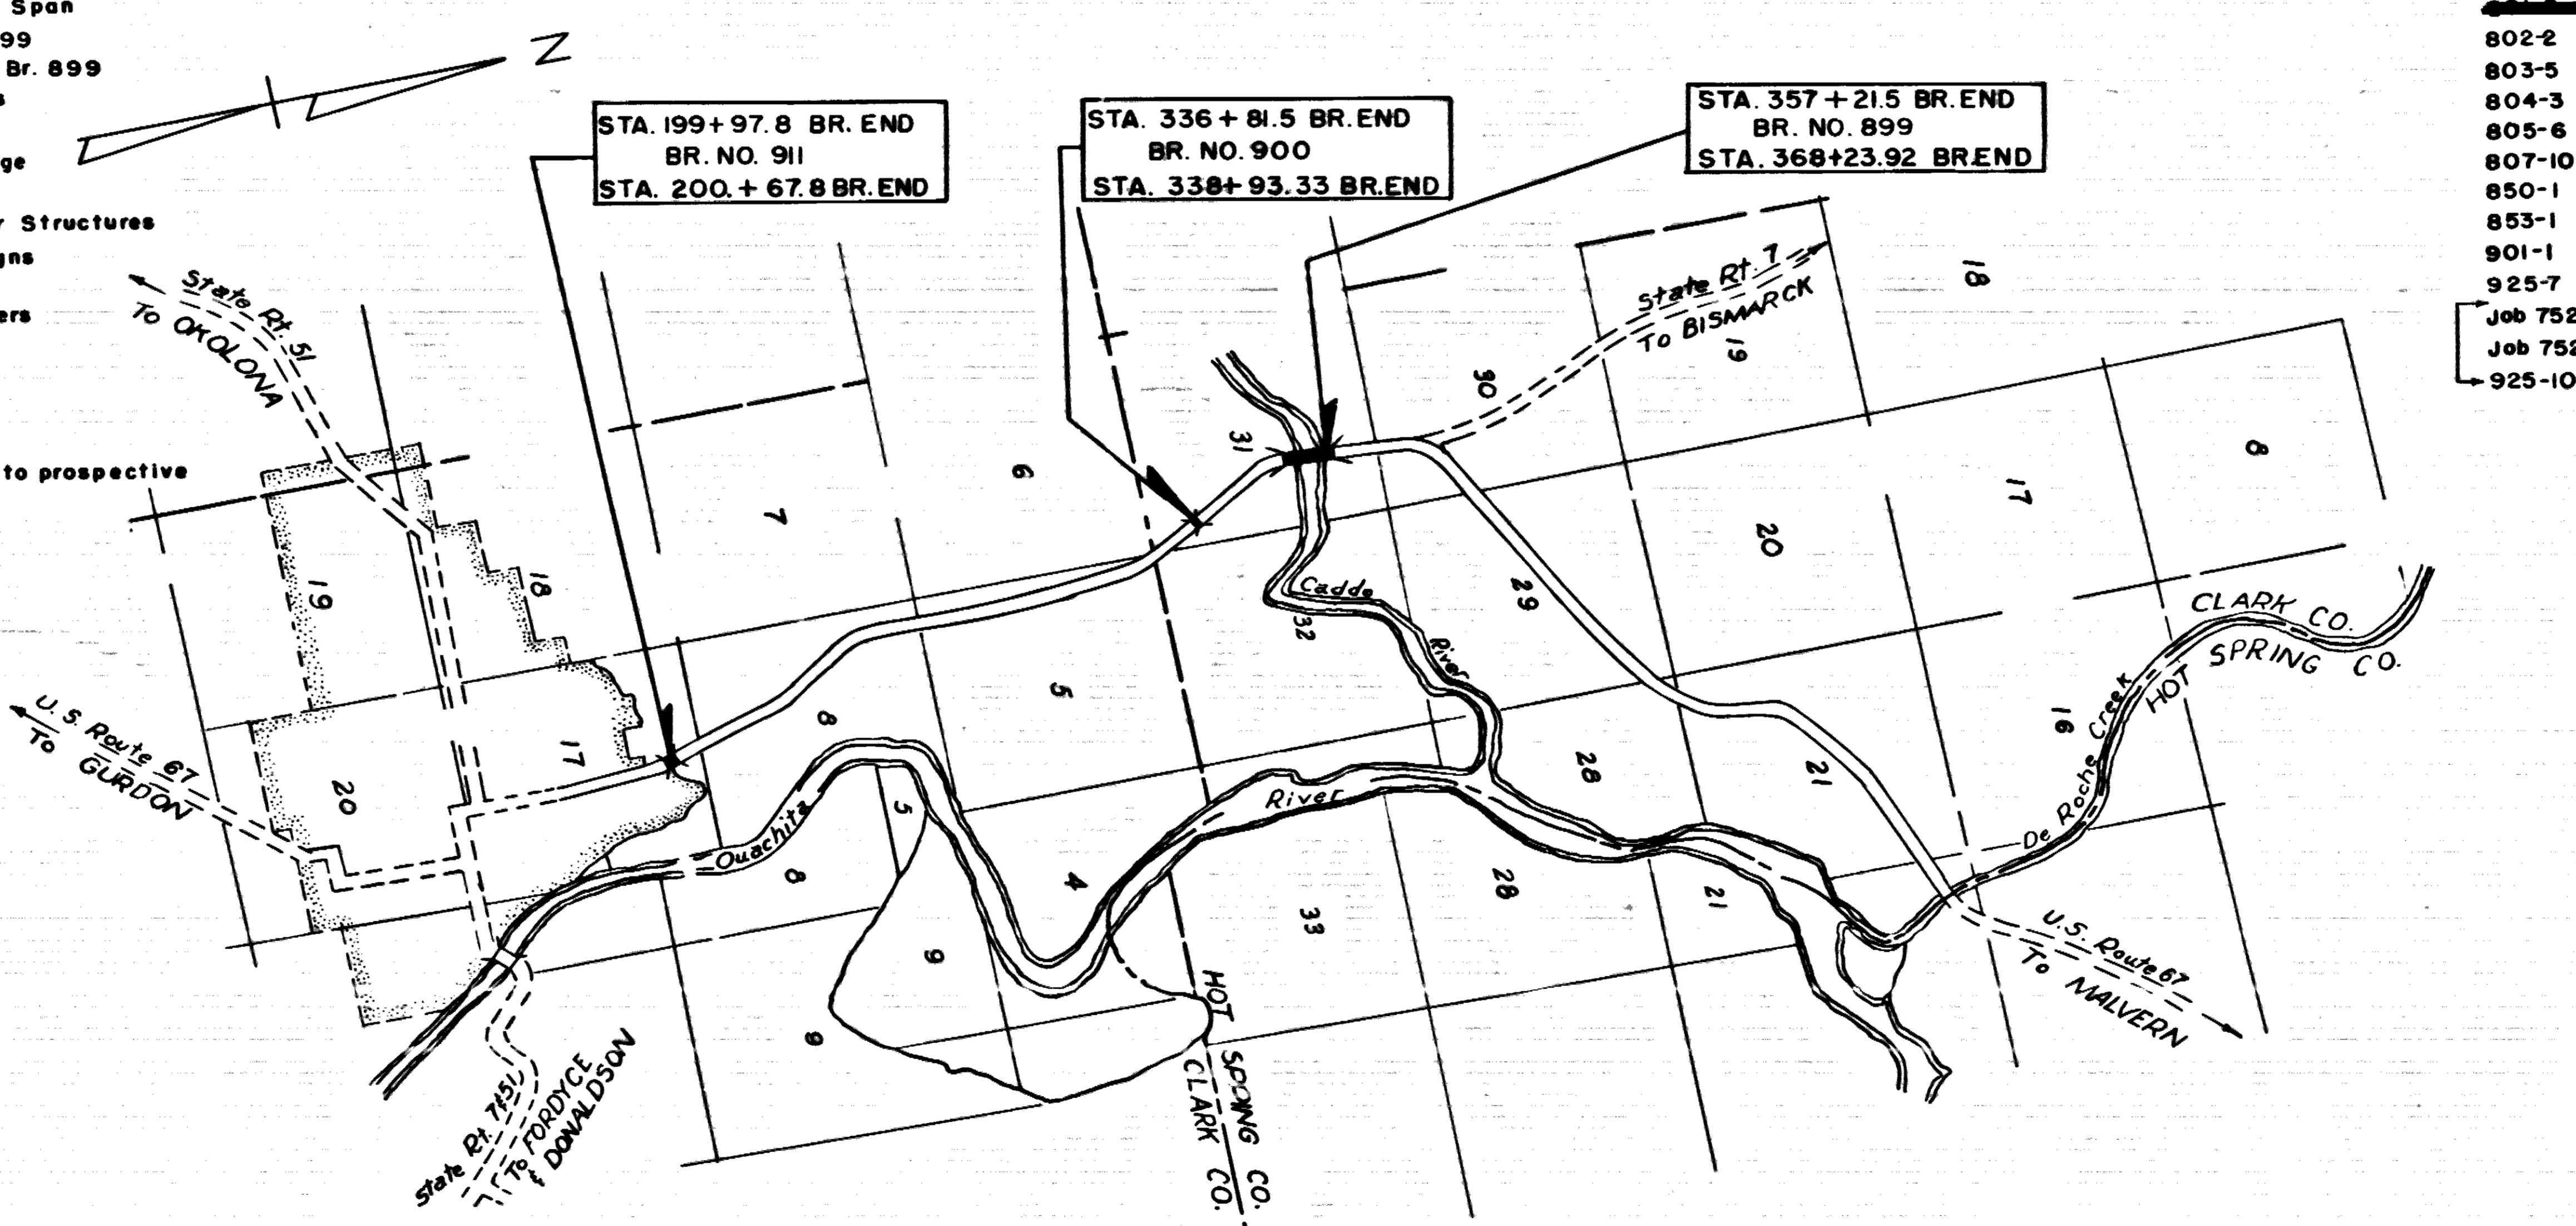 Span
99
Br. 899
s
ge
r Structures
gns
ers
to prospective
Z
STA. 199+97.8 BR. END
BR. NO. 911
STA. 200.+ 67.8 BR. END
STA. 336 + 81.5 BR. END
BR. NO. 900
STA. 338+ 93.33 BR. END
STA. 357 + 21.5 BR. END
BR. NO. 899
STA. 368+23.92 BR END
802-2
803-5
804-3
805-6
807-10
850-1
853-1
901-1
925-7
Job 752
Job 752
925-10
State Rt. 51
To OKOLONA
State Rt. 7
To BISMARCK
18
19
30
31
6
7
8
17
20
29
18
19
Caddo
River
32
CLARK CO.
HOT SPRING CO.
De Roche Creek
16
U.S. Route 67
To GURDON
20
17
8
5
28
21
Ouachita
River
5
8
4
9
33
28
21
9
U.S. Route 67
To MALVERN
HOT SPRING CO.
CLARK CO.
State Rt. 7&51
To FORDYCE
& DONALDSON